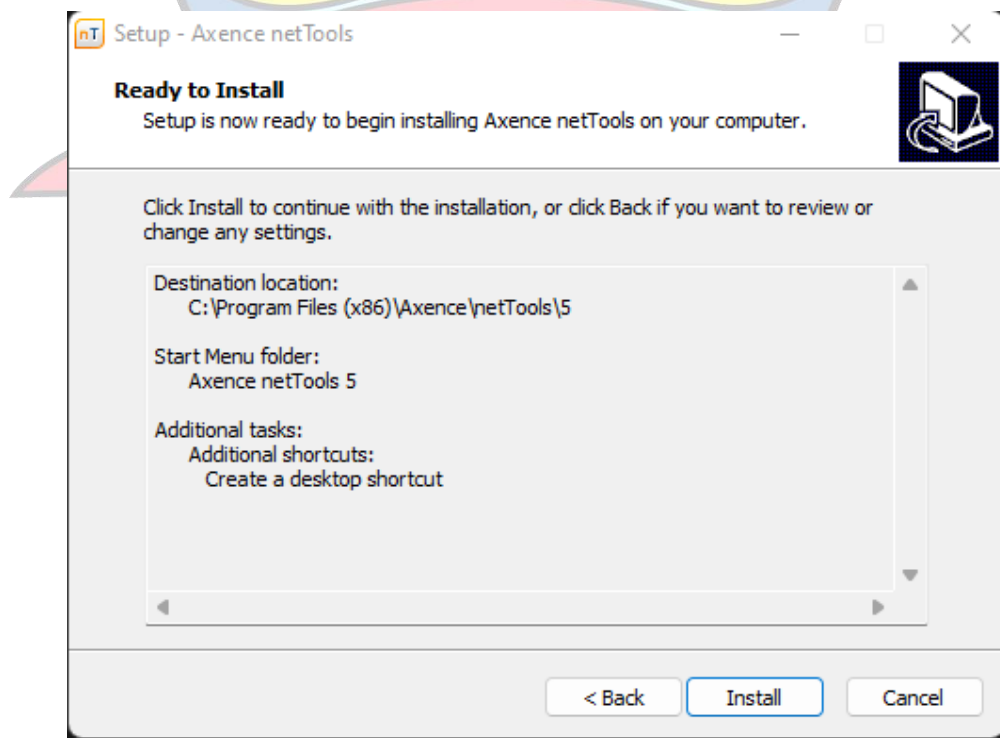 nT Setup - Axence netTools
Ready to Install
Setup is now ready to begin installing Axence netTools on your computer.
Click Install to continue with the installation, or click Back if you want to review or
change any settings.
Destination location:
C:\Program Files (x86)\Axence\netTools\5
Start Menu folder:
Axence netTools 5
Additional tasks:
Additional shortcuts:
Create a desktop shortcut
< Back Install Cancel